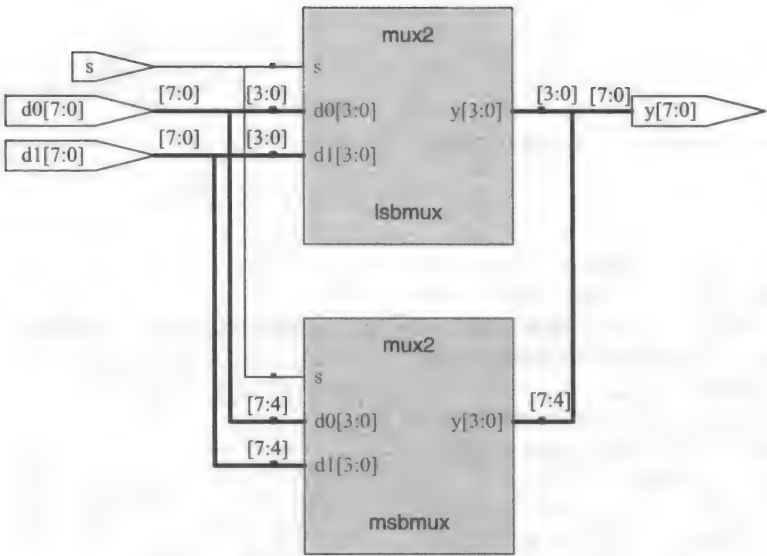 mux2
s
s
[7:0]
[3:0]
[3:0]
[7:0]
d0[7:0]
d0[3:0]
y[3:0]
y[7:0]
[7:0]
[3:0]
d1[7:0]
d1[3:0]
lsbmux
mux2
s
[7:4]
[7:4]
d0[3:0]
y[3:0]
[7:4]
d1[3:0]
msbmux